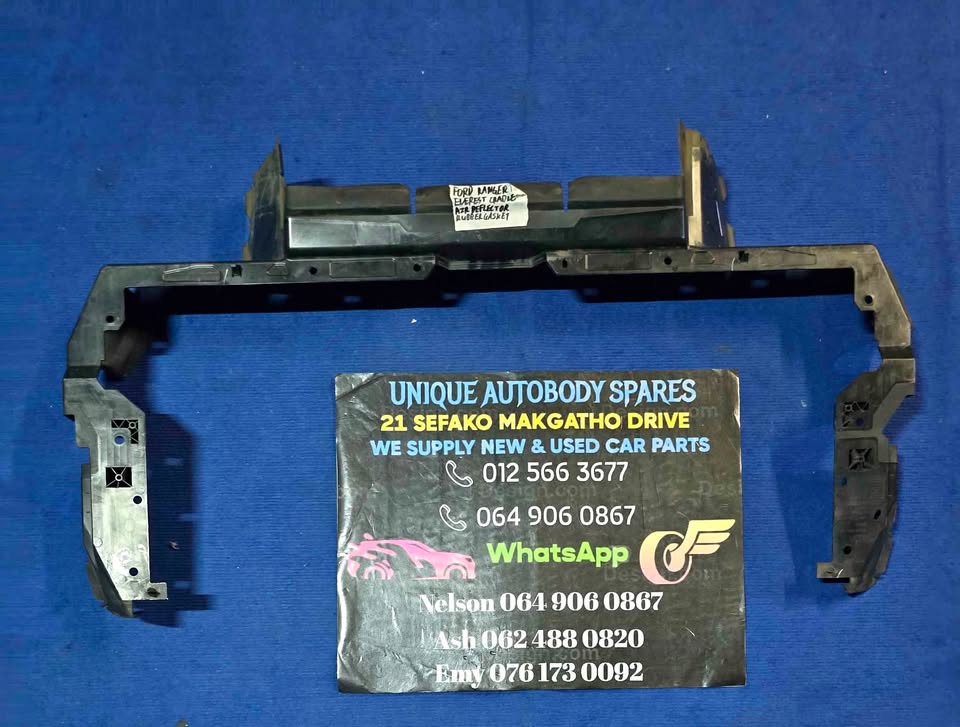 FORD RANGER
EVEREST CRADLE
AIR DEFLECTOR
RUBBER GASKET
UNIQUE AUTOBODY SPARES
21 SEFAKO MAKGATHO DRIVE
WE SUPPLY NEW & USED CAR PARTS
012 566 3677
064 906 0867
WhatsApp
Nelson 064 906 0867
Ash 062 488 0820
Emy 076 173 0092